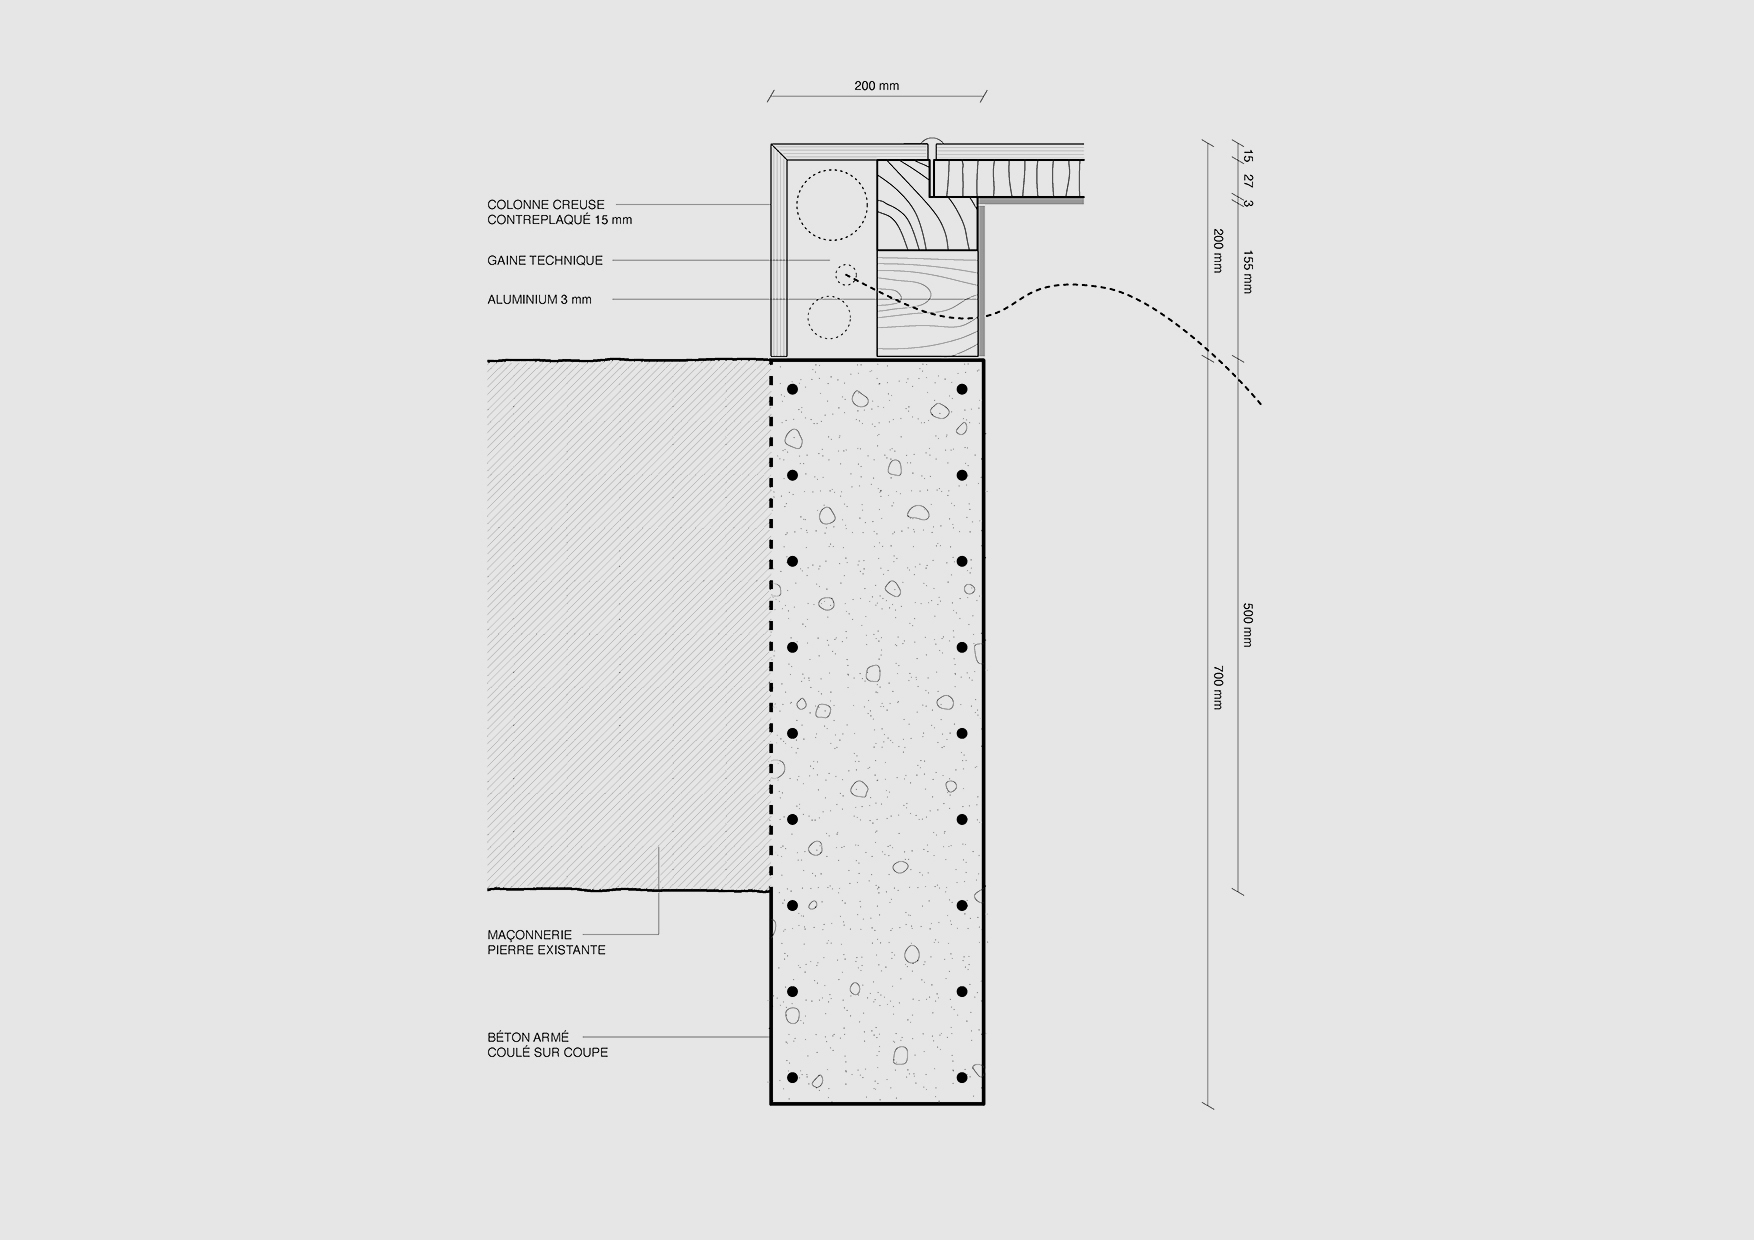 200 mm
COLONNE CREUSE
CONTREPLAQUÉ 15 mm
GAINE TECHNIQUE
ALUMINIUM 3 mm
MAÇONNERIE
PIERRE EXISTANTE
BÉTON ARMÉ
COULÉ SUR COUPE
200 mm
700 mm
15
27
3
155 mm
500 mm